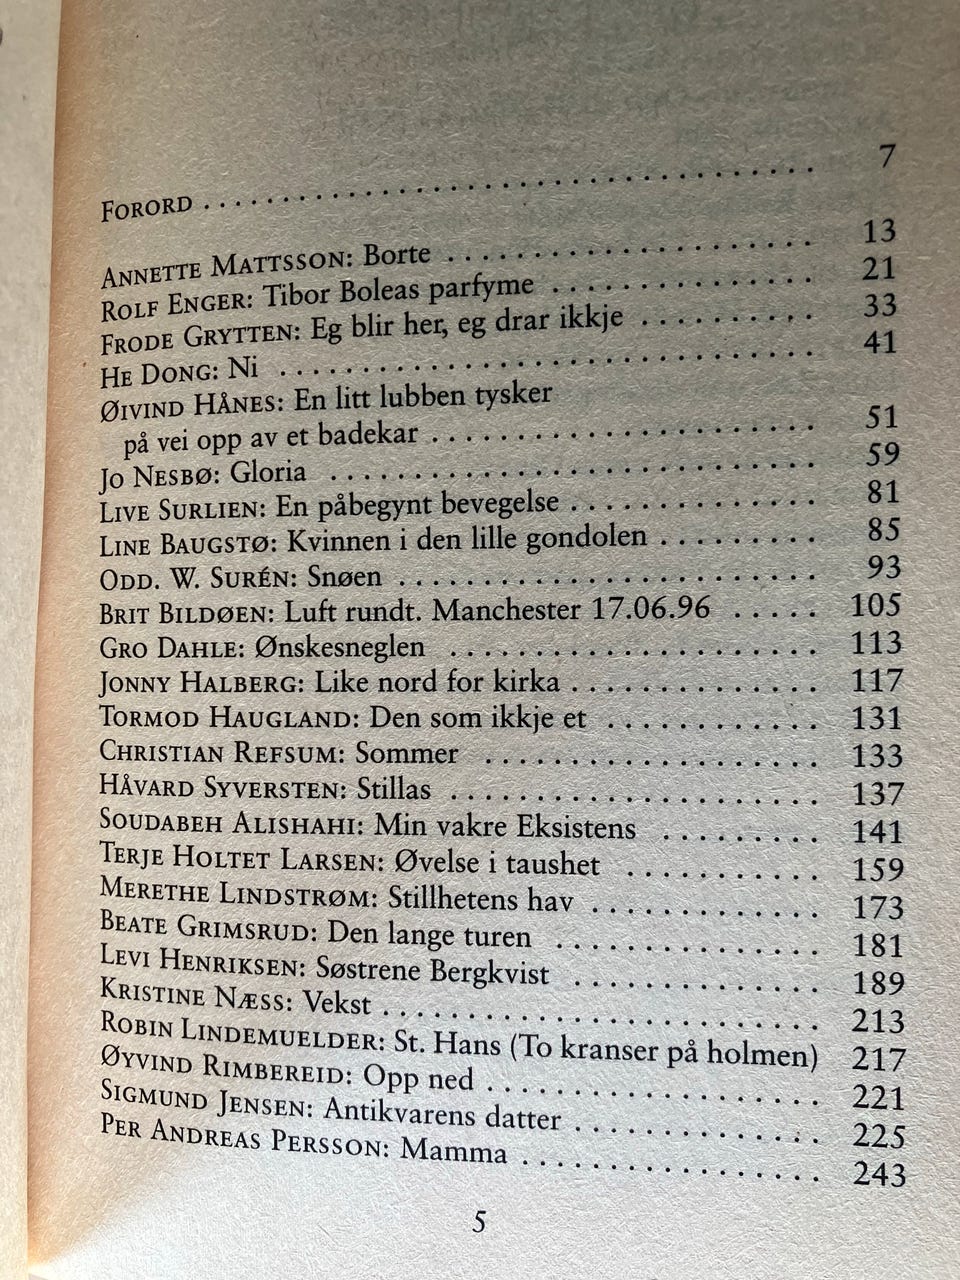 FORORD . . . . . . . . . . . . . . . . . . . . . . . . . . . . . . . . . . . . . . 7
ANNETTE MATTSSON: Borte . . . . . . . . . . . . . . . . . . . . . . 13
ROLF ENGER: Tibor Boleas parfyme . . . . . . . . . . . . . . . 21
FRODE GRYTTEN: Eg blir her, eg drar ikkje . . . . . . . . . . 33
HE DONG: Ni . . . . . . . . . . . . . . . . . . . . . . . . . . . . . . . . 41
ØIVIND HÅNES: En litt lubben tysker
på vei opp av et badekar . . . . . . . . . . . . . . . . . . . . . . . 51
JO NESBØ: Gloria . . . . . . . . . . . . . . . . . . . . . . . . . . . . . 59
LIVE SURLIEN: En påbegynt bevegelse . . . . . . . . . . . . . . 81
LINE BAUGSTØ: Kvinnen i den lille gondolen . . . . . . . . . 85
ODD. W. SURÉN: Snøen . . . . . . . . . . . . . . . . . . . . . . . . . 93
BRIT BILDØEN: Luft rundt. Manchester 17.06.96 . . . . . 105
GRO DAHLE: Ønskesneglen . . . . . . . . . . . . . . . . . . . . . . 113
JONNY HALBERG: Like nord for kirka . . . . . . . . . . . . . . 117
TORMOD HAUGLAND: Den som ikkje et . . . . . . . . . . . . 131
CHRISTIAN REFSUM: Sommer . . . . . . . . . . . . . . . . . . . . 133
HÅVARD SYVERSTEN: Stillas . . . . . . . . . . . . . . . . . . . . . . 137
SOUDABEH ALISHAHI: Min vakre Eksistens . . . . . . . . . 141
TERJE HOLTET LARSEN: Øvelse i taushet . . . . . . . . . . . 159
MERETHE LINDSTRØM: Stillhetens hav . . . . . . . . . . . . . 173
BEATE GRIMSRUD: Den lange turen . . . . . . . . . . . . . . . 181
LEVI HENRIKSEN: Søstrene Bergkvist . . . . . . . . . . . . . . 189
KRISTINE NÆSS: Vekst . . . . . . . . . . . . . . . . . . . . . . . . . . 213
ROBIN LINDEMUELDER: St. Hans (To kranser på holmen) 217
ØYVIND RIMBEREID: Opp ned . . . . . . . . . . . . . . . . . . . . 221
SIGMUND JENSEN: Antikvarens datter . . . . . . . . . . . . . . 225
PER ANDREAS PERSSON: Mamma . . . . . . . . . . . . . . . . . 243
5